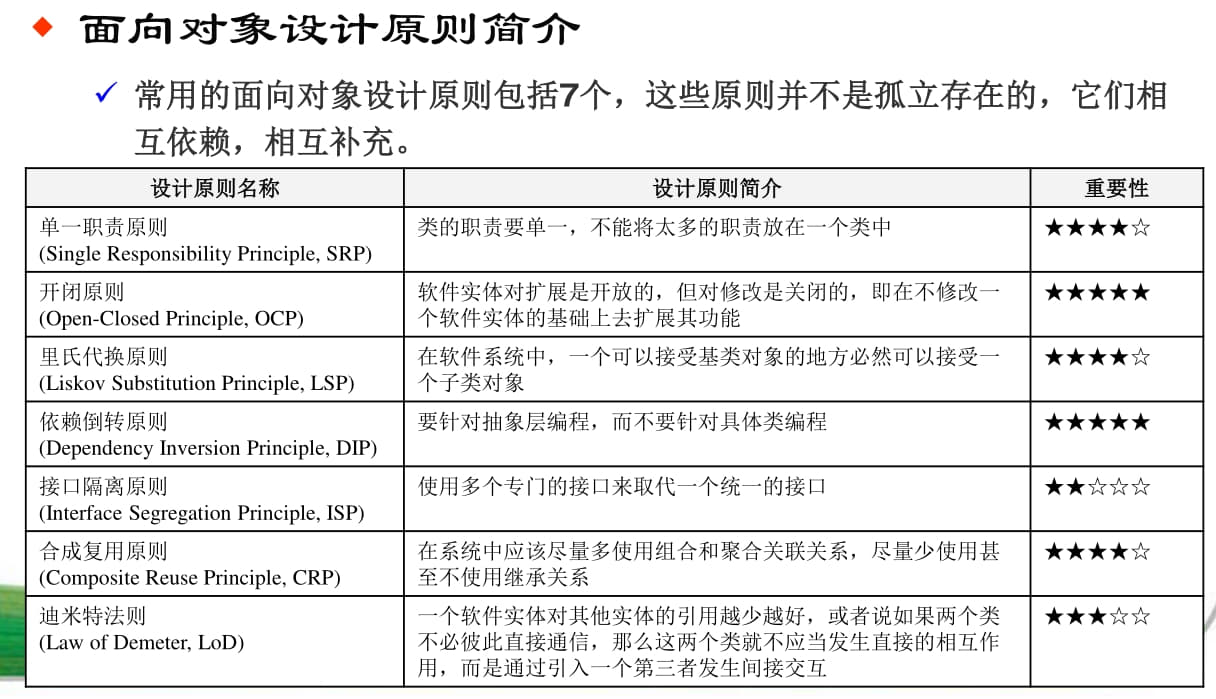 面向对象设计原则简介
常用的面向对象设计原则包括7个，这些原则并不是孤立存在的，它们相
互依赖，相互补充。
设计原则名称 设计原则简介 重要性
单一职责原则
(Single Responsibility Principle, SRP)
类的职责要单一，不能将太多的职责放在一个类中
★★★★☆
开闭原则
(Open-Closed Principle, OCP)
软件实体对扩展是开放的，但对修改是关闭的，即在不修改一
个软件实体的基础上去扩展其功能
★★★★★
里氏代换原则
(Liskov Substitution Principle, LSP)
在软件系统中，一个可以接受基类对象的地方必然可以接受一
个子类对象
★★★★☆
依赖倒转原则
(Dependency Inversion Principle, DIP)
要针对抽象层编程，而不要针对具体类编程
★★★★★
接口隔离原则
(Interface Segregation Principle, ISP)
使用多个专门的接口来取代一个统一的接口
★★☆☆☆
合成复用原则
(Composite Reuse Principle, CRP)
在系统中应该尽量多使用组合和聚合关联关系，尽量少使用甚
至不使用继承关系
★★★★☆
迪米特法则
(Law of Demeter, LoD)
一个软件实体对其他实体的引用越少越好，或者说如果两个类
不必彼此直接通信，那么这两个类就不应当发生直接的相互作
用，而是通过引入一个第三者发生间接交互
★★★☆☆